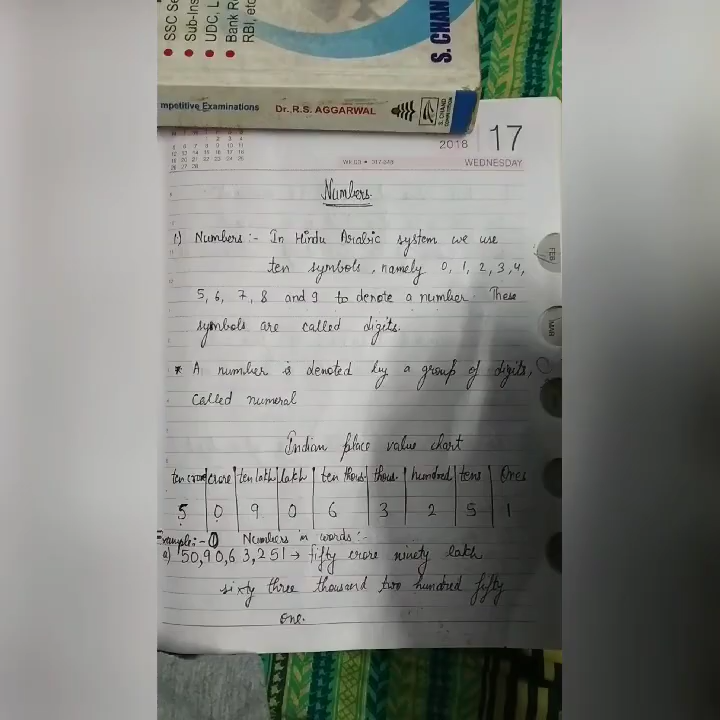 SSC Se
Sub-Ins
UDC, L
Bank R
RBI, etc
S. CHAN
mpetitive Examinations Dr. R.S. AGGARWAL
2018 17
WEDNESDAY
Numbers
1.) Numbers :- In Hindu Arabic system we use
ten symbols, namely 0, 1, 2, 3, 4,
5, 6, 7, 8 and 9 to denote a number. These
symbols are called digits.
* A number is denoted by a group of digits,
called numeral
Indian place value chart
ten crore | crore | ten lakh | lakh | ten thous. | thous. | hundred | tens | Ones
5 | 0 | 9 | 0 | 6 | 3 | 2 | 5 | 1
Example:- ① Numbers in words :-
a) 50,90,63,251 → fifty crore ninety lakh
sixty three thousand two hundred fifty
one.
FEB
MAR